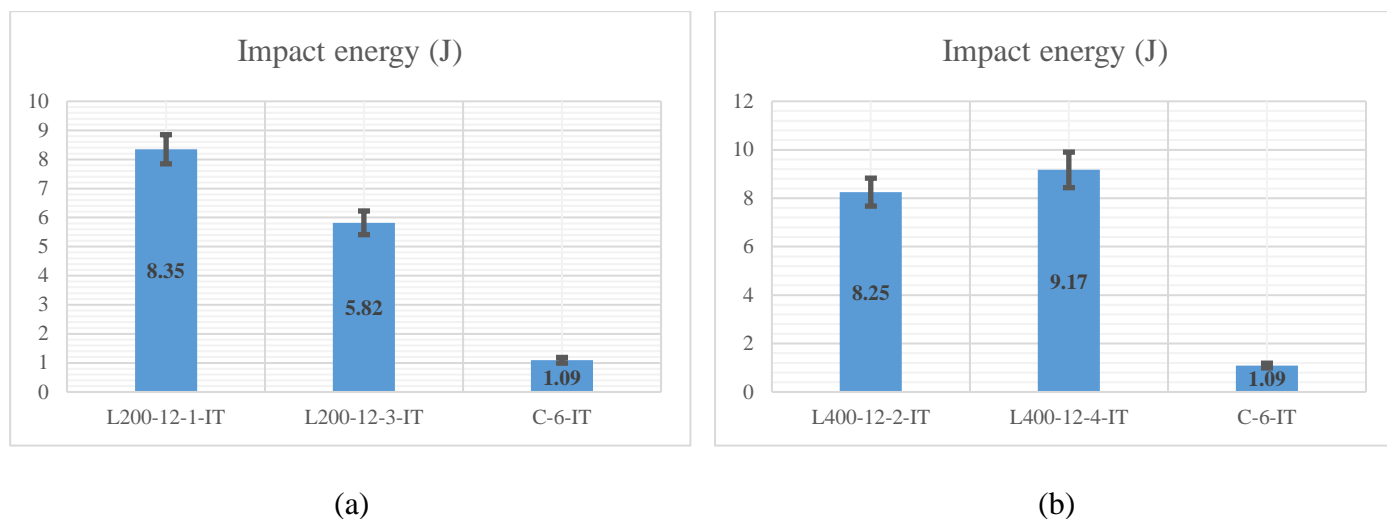 Impact energy (J)
10
9
8
7
6
5
4
3
2
1
0
8.35
5.82
1.09
L200-12-1-IT
L200-12-3-IT
C-6-IT
(a)
Impact energy (J)
12
10
8
6
4
2
0
8.25
9.17
1.09
L400-12-2-IT
L400-12-4-IT
C-6-IT
(b)